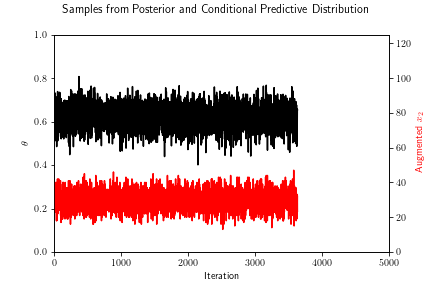 Samples from Posterior and Conditional Predictive Distribution
1.0
0.8
0.6
0.4
0.2
0.0
θ
120
100
80
60
40
20
0
Augmented x₂
0 1000 2000 3000 4000 5000
Iteration